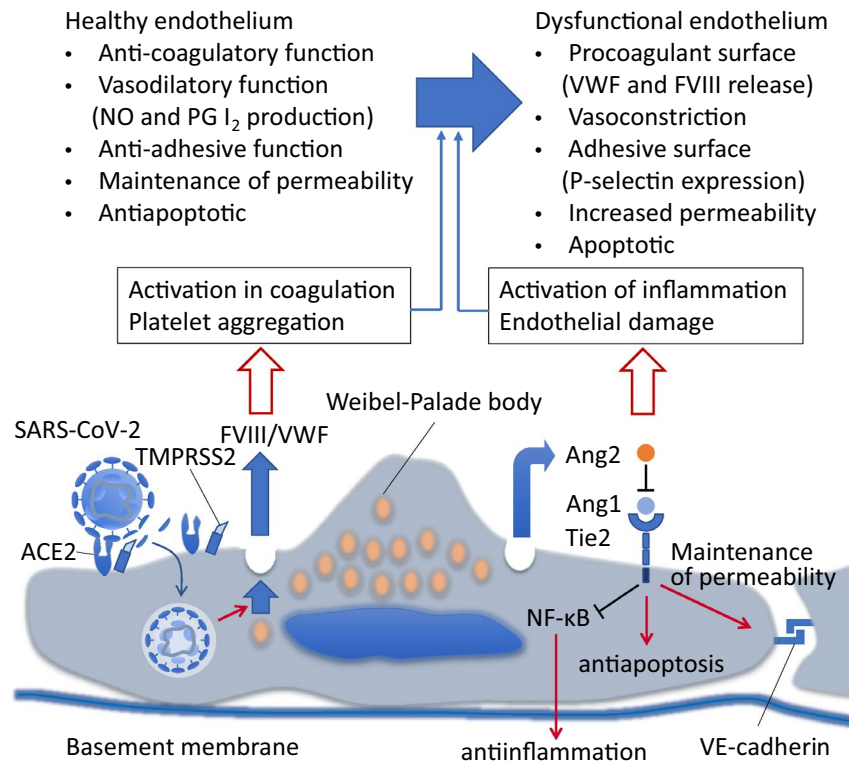 Healthy endothelium
• Anti-coagulatory function
• Vasodilatory function
(NO and PG I₂ production)
• Anti-adhesive function
• Maintenance of permeability
• Antiapoptotic
Dysfunctional endothelium
• Procoagulant surface
(VWF and FVIII release)
• Vasoconstriction
• Adhesive surface
(P-selectin expression)
• Increased permeability
• Apoptotic
Activation in coagulation
Platelet aggregation
Activation of inflammation
Endothelial damage
Weibel-Palade body
SARS-CoV-2
FVIII/VWF
TMPRSS2
ACE2
Ang2
Ang1
Tie2
Maintenance
of permeability
NF-κB
antiapoptosis
Basement membrane
antiinflammation
VE-cadherin